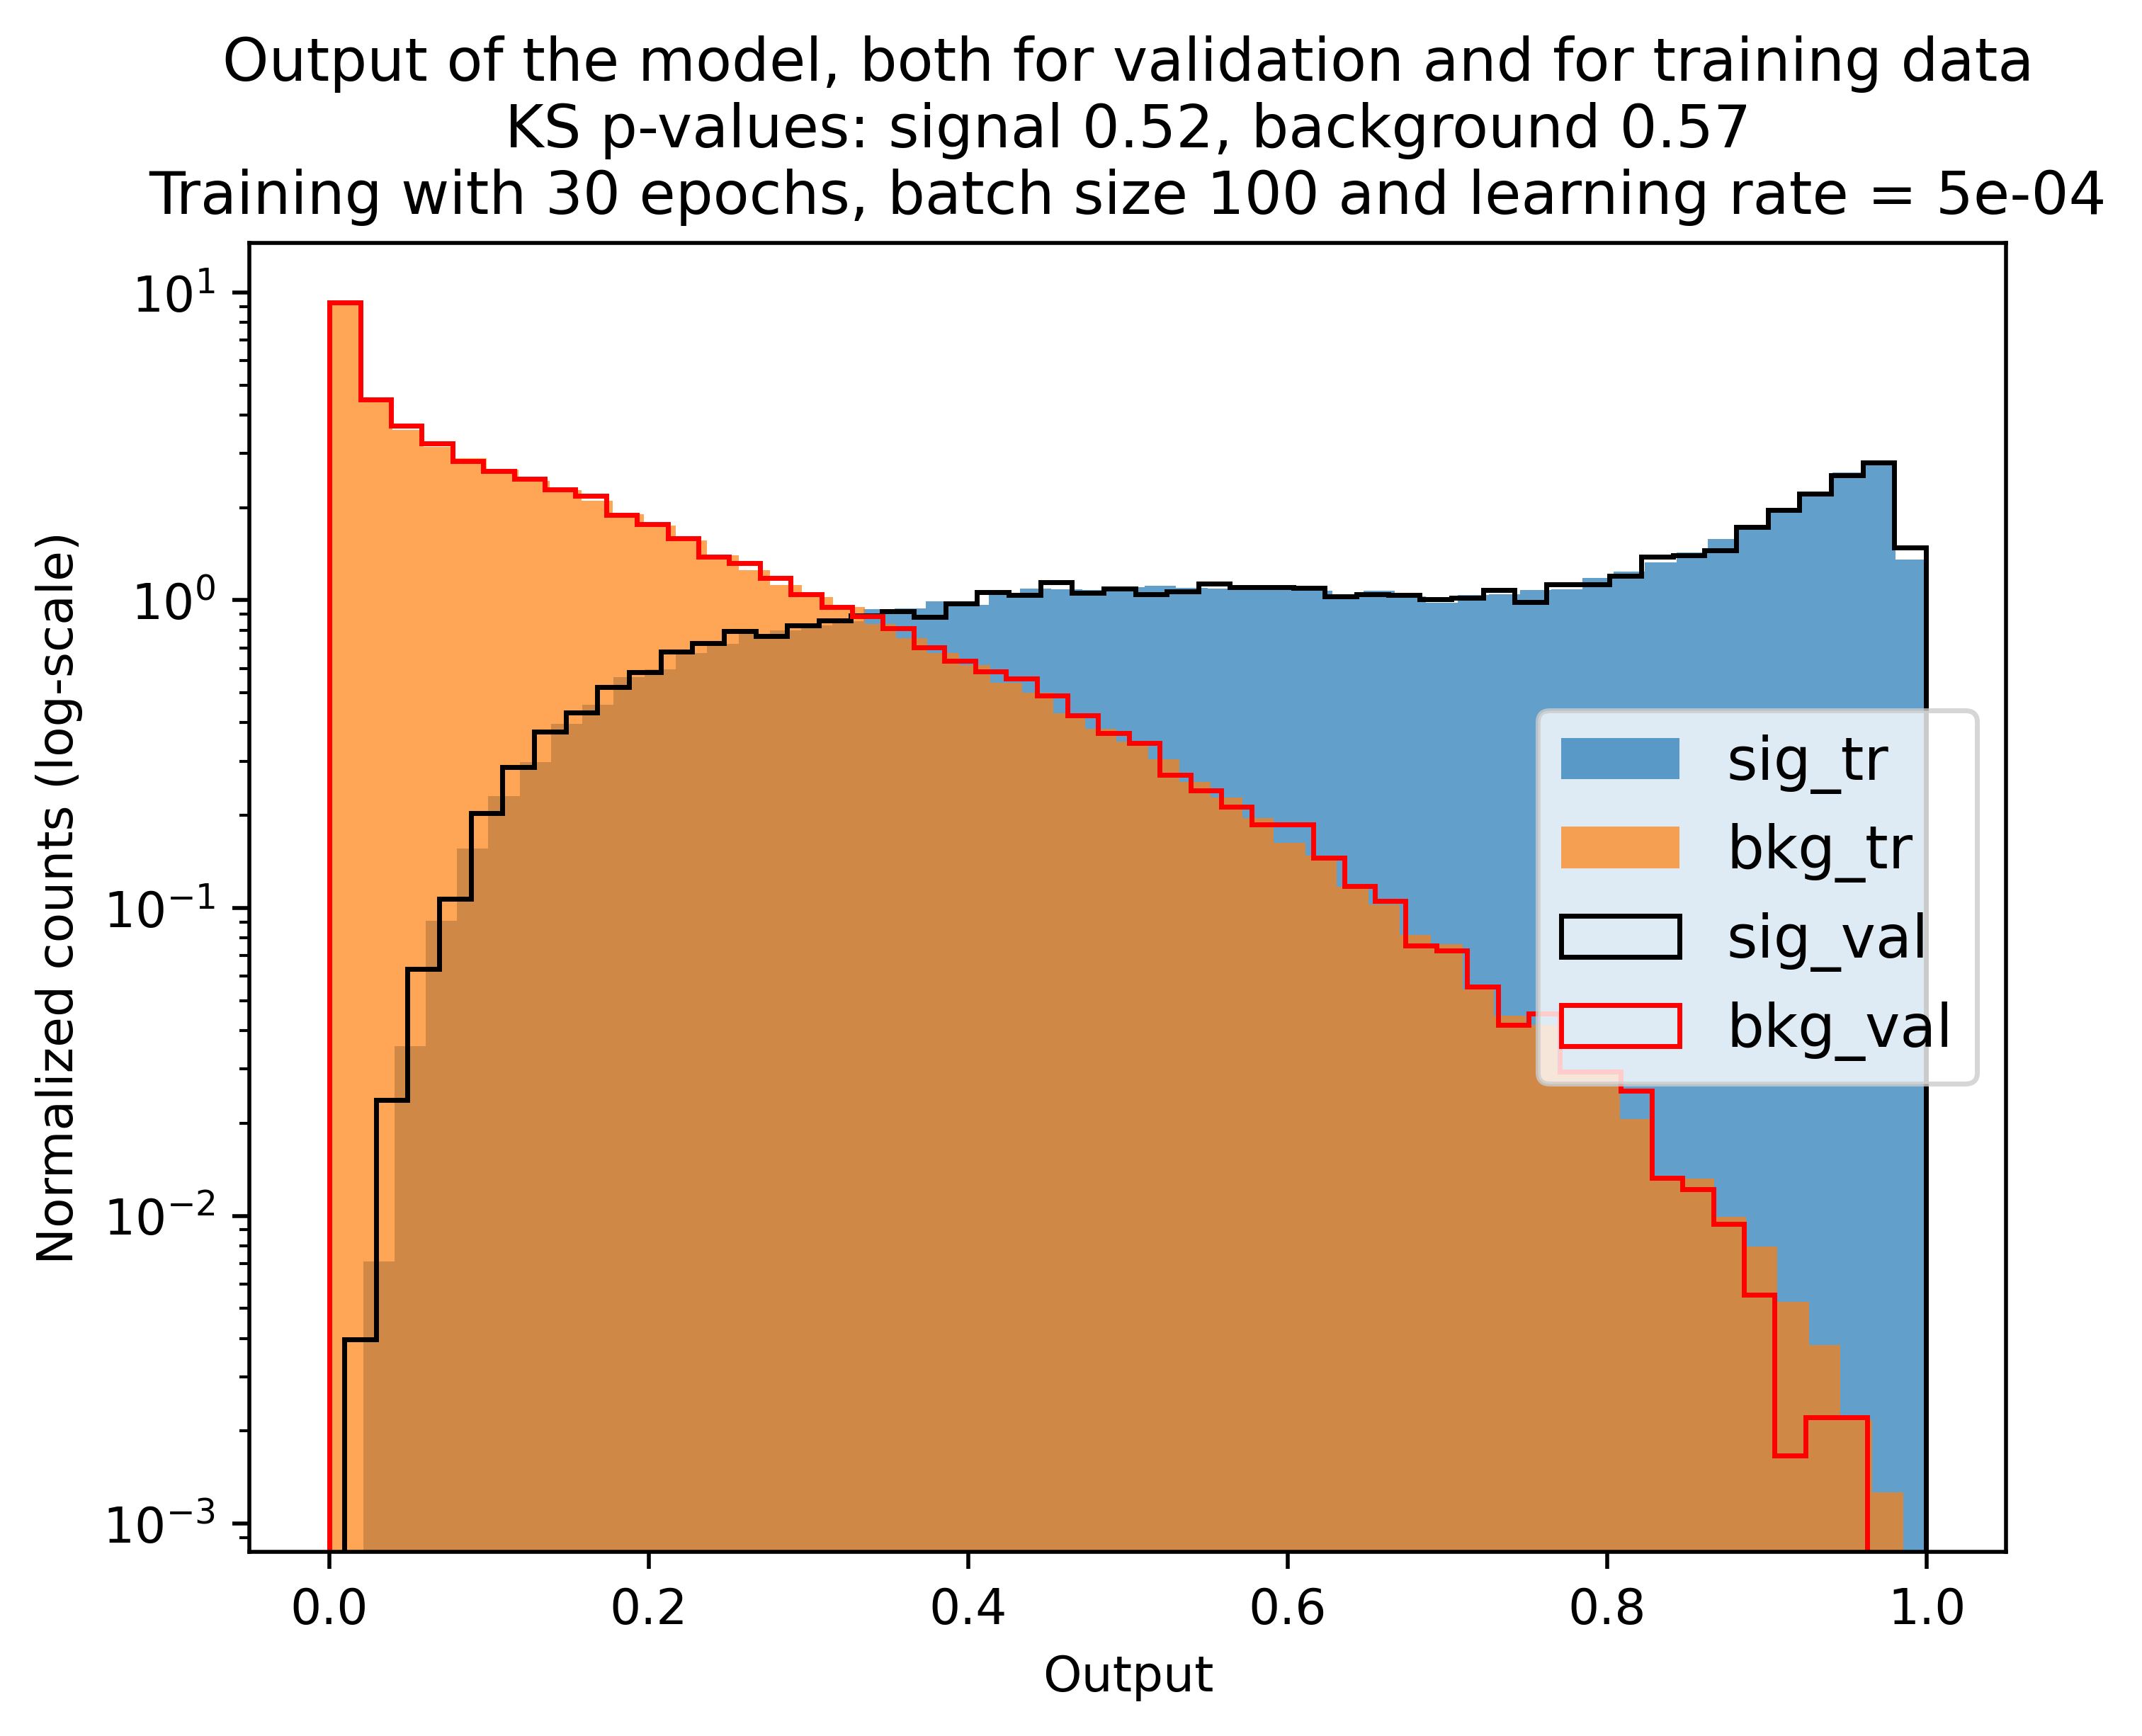 Output of the model, both for validation and for training data
KS p-values: signal 0.52, background 0.57
Training with 30 epochs, batch size 100 and learning rate = 5e-04
Normalized counts (log-scale)
10¹
10⁰
10⁻¹
10⁻²
10⁻³
sig_tr
bkg_tr
sig_val
bkg_val
0.0 0.2 0.4 0.6 0.8 1.0
Output